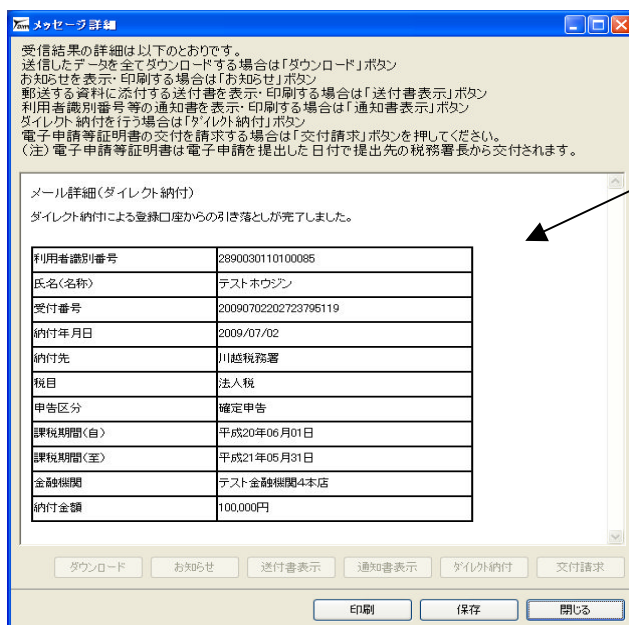 メッセージ詳細
受信結果の詳細は以下のとおりです。
送信したデータを全てダウンロードする場合は「ダウンロード」ボタン
お知らせを表示・印刷する場合は「お知らせ」ボタン
郵送する資料に添付する送付書を表示・印刷する場合は「送付書表示」ボタン
利用者識別番号等の通知書を表示・印刷する場合は「通知書表示」ボタン
ダイレクト納付を行う場合は「ダイレクト納付」ボタン
電子申請等証明書の交付を請求する場合は「交付請求」ボタンを押してください。
(注)電子申請等証明書は電子申請を提出した日付で提出先の税務署長から交付されます。
メール詳細(ダイレクト納付)
ダイレクト納付による登録口座からの引き落としが完了しました。
利用者識別番号 2890030110100085
氏名(名称) テストホウジン
受付番号 20090702202723795119
納付年月日 2009/07/02
納付先 川越税務署
税目 法人税
申告区分 確定申告
課税期間(自) 平成20年06月01日
課税期間(至) 平成21年05月31日
金融機関 テスト金融機関4本店
納付金額 100,000円
ダウンロード お知らせ 送付書表示 通知書表示 ダイレクト納付 交付請求
印刷 保存 閉じる